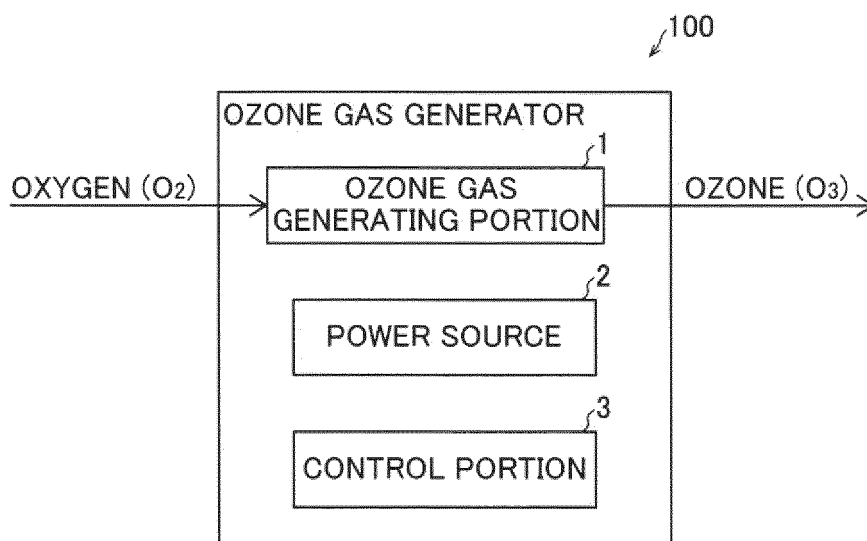 100
OZONE GAS GENERATOR
1
OXYGEN (O₂)
OZONE GAS
GENERATING PORTION
OZONE (O₃)
2
POWER SOURCE
3
CONTROL PORTION